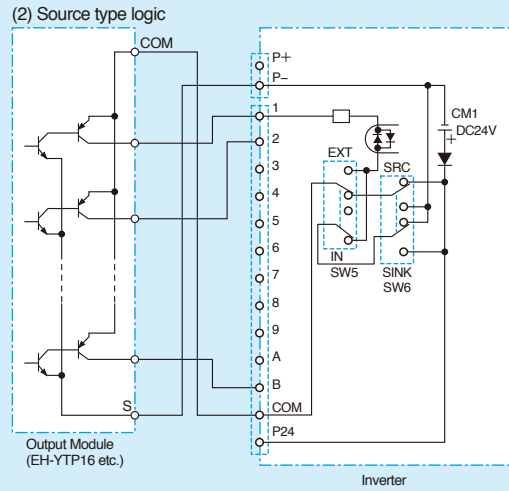 (2) Source type logic
COM
P+
P−
1
2
3
4
5
6
7
8
9
A
B
COM
P24
EXT
IN
SW5
SRC
SINK
SW6
CM1
DC24V
+
S
Output Module
(EH-YTP16 etc.)
Inverter